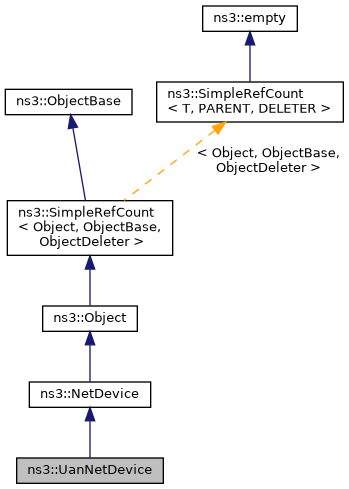 ns3::empty
ns3::ObjectBase
ns3::SimpleRefCount
< T, PARENT, DELETER >
< Object, ObjectBase,
ObjectDeleter >
ns3::SimpleRefCount
< Object, ObjectBase,
ObjectDeleter >
ns3::Object
ns3::NetDevice
ns3::UanNetDevice